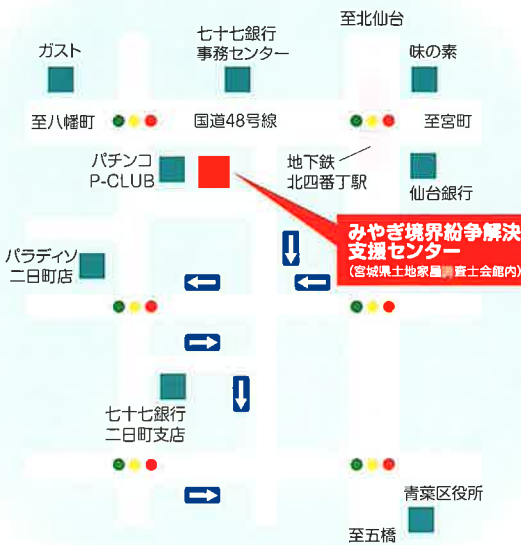 至北仙台
七十七銀行
事務センター
ガスト
味の素
至八幡町
国道48号線
至宮町
パチンコ
P-CLUB
地下鉄
北四番丁駅
仙台銀行
みやぎ境界紛争解決
支援センター
(宮城県土地家屋調査士会館内)
パラディソ
二日町店
七十七銀行
二日町支店
青葉区役所
至五橋